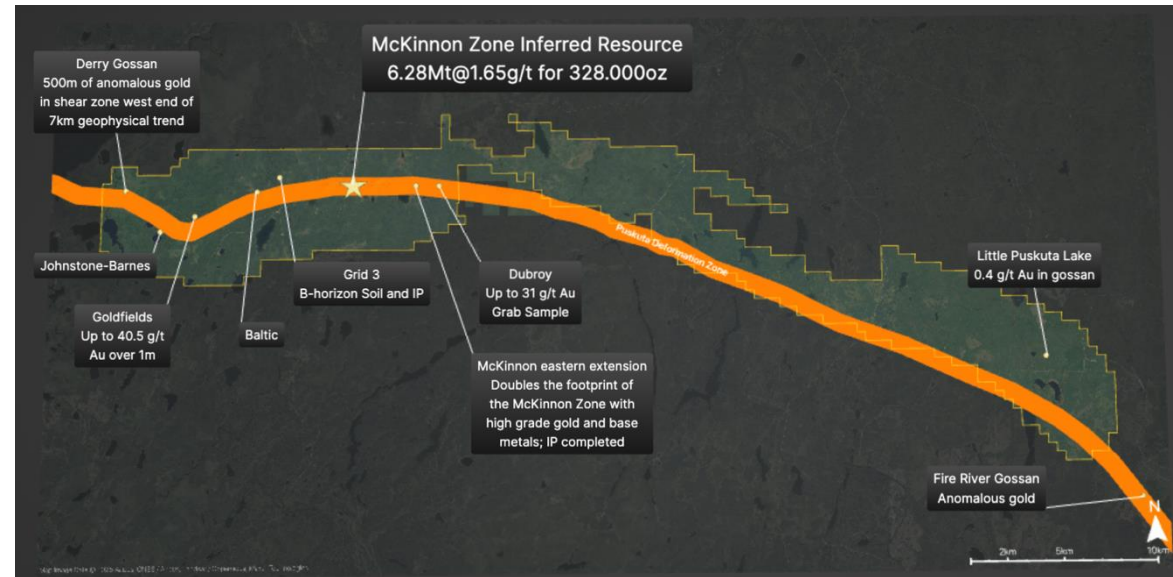 McKinnon Zone Inferred Resource
6.28Mt@1.65g/t for 328.000oz
Derry Gossan
500m of anomalous gold
in shear zone west end of
7km geophysical trend
Johnstone-Barnes
Goldfields
Up to 40.5 g/t
Au over 1m
Baltic
Grid 3
B-horizon Soil and IP
Dubroy
Up to 31 g/t Au
Grab Sample
McKinnon eastern extension
Doubles the footprint of
the McKinnon Zone with
high grade gold and base
metals; IP completed
Puskuta Deformation Zone
Little Puskuta Lake
0.4 g/t Au in gossan
Fire River Gossan
Anomalous gold
N
2km 5km 10km